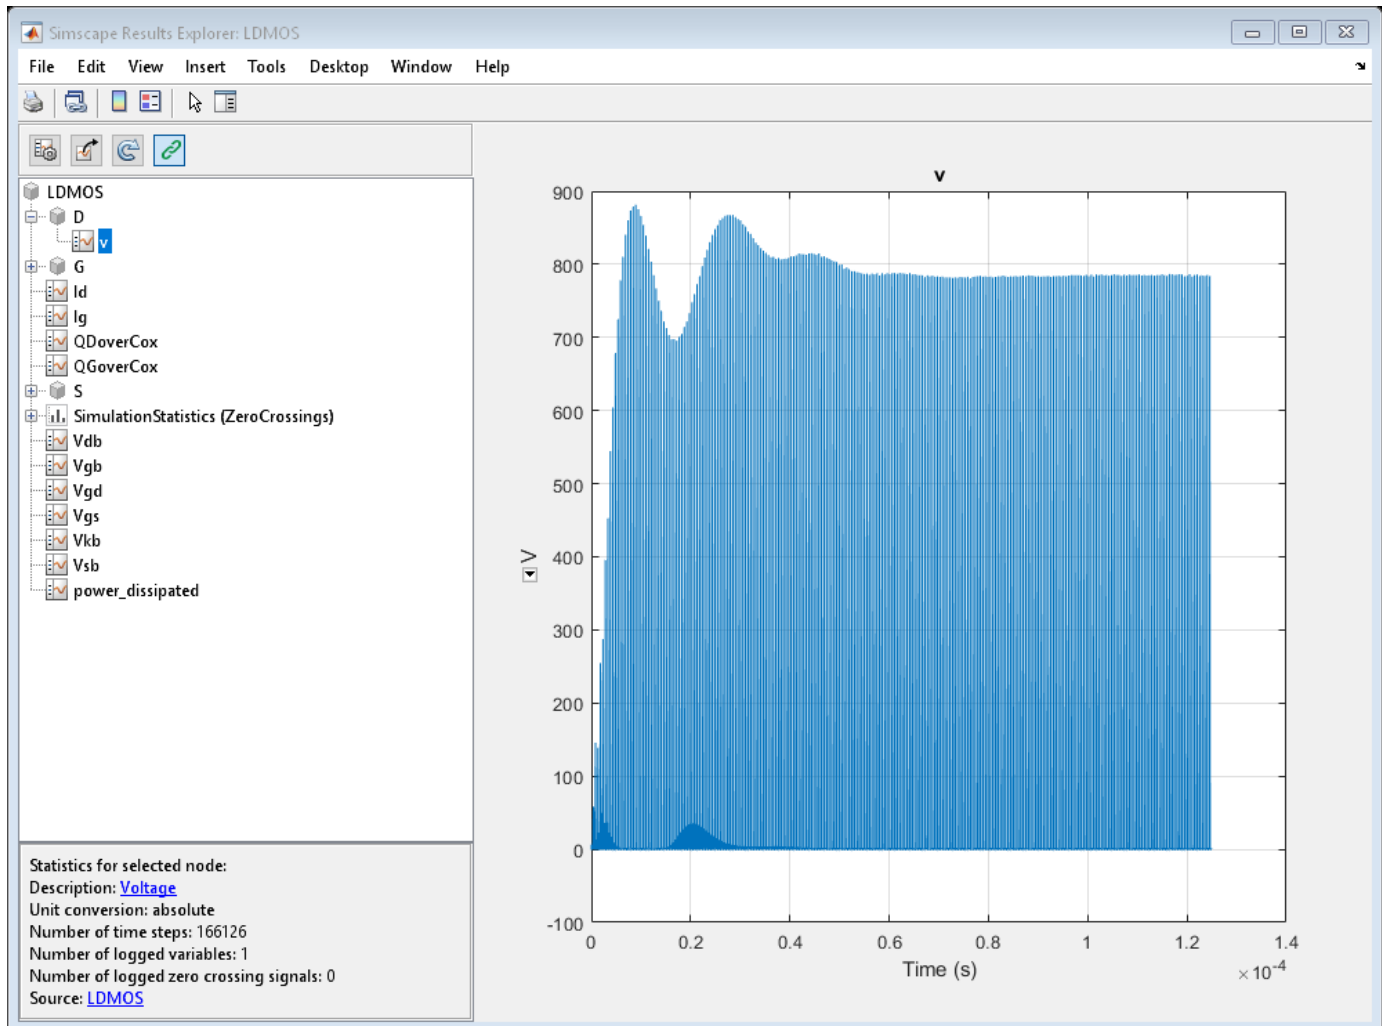 Simscape Results Explorer: LDMOS
File Edit View Insert Tools Desktop Window Help
LDMOS
D
v
G
Id
Ig
QDoverCox
QGoverCox
S
SimulationStatistics (ZeroCrossings)
Vdb
Vgb
Vgd
Vgs
Vkb
Vsb
power_dissipated
Statistics for selected node:
Description: Voltage
Unit conversion: absolute
Number of time steps: 166126
Number of logged variables: 1
Number of logged zero crossing signals: 0
Source: LDMOS
v
900
800
700
600
500
400
300
200
100
0
-100
V
0 0.2 0.4 0.6 0.8 1 1.2 1.4
Time (s)
×10-4